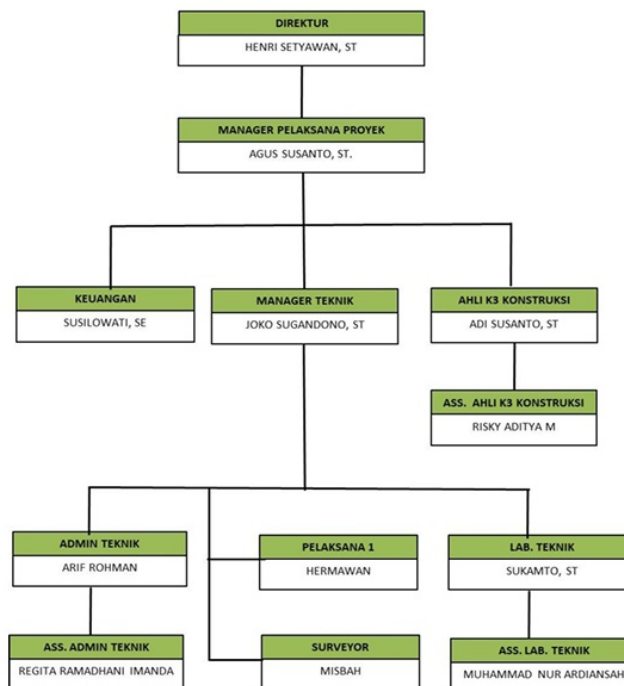 DIREKTUR
HENRI SETYAWAN, ST
MANAGER PELAKSANA PROYEK
AGUS SUSANTO, ST.
KEUANGAN
SUSILOWATI, SE
MANAGER TEKNIK
JOKO SUGANDONO, ST
AHLI K3 KONSTRUKSI
ADI SUSANTO, ST
ASS. AHLI K3 KONSTRUKSI
RISKY ADITYA M
ADMIN TEKNIK
ARIF ROHMAN
PELAKSANA 1
HERMAWAN
LAB. TEKNIK
SUKAMTO, ST
ASS. ADMIN TEKNIK
REGITA RAMADHANI IMANDA
SURVEYOR
MISBAH
ASS. LAB. TEKNIK
MUHAMMAD NUR ARDIANSAH